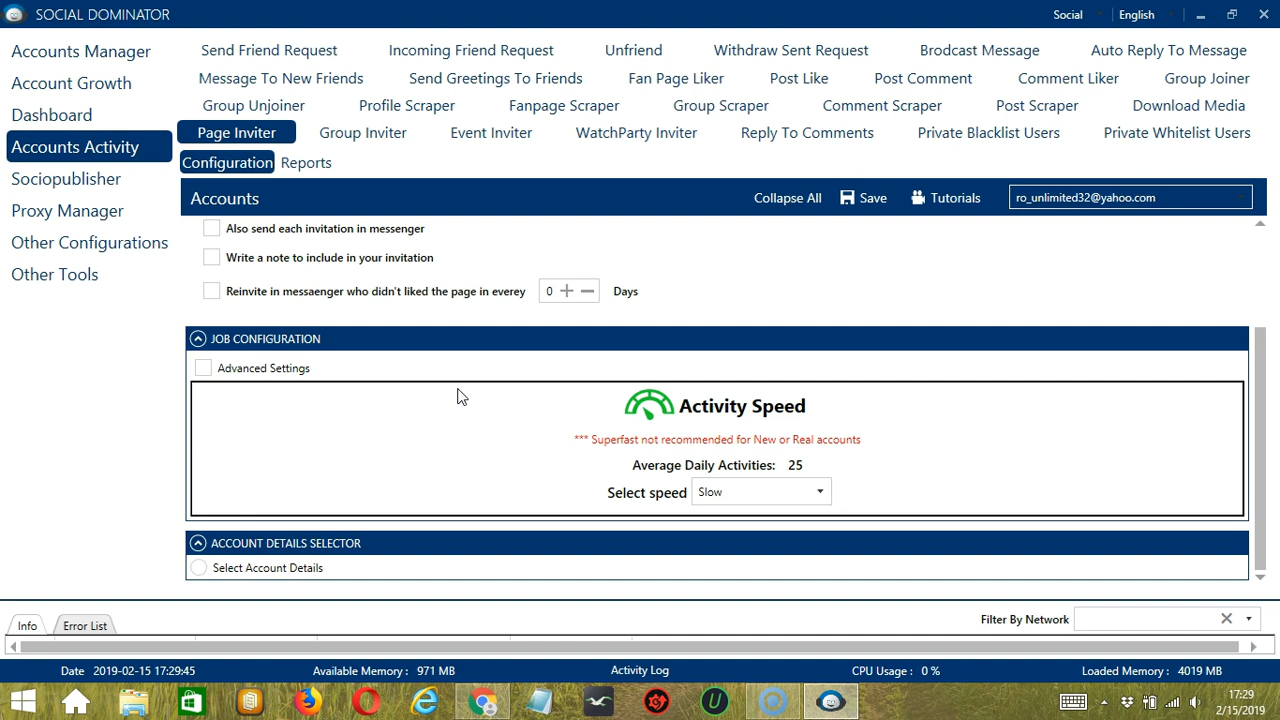 SOCIAL DOMINATOR Social English
Accounts Manager
Account Growth
Dashboard
Accounts Activity
Sociopublisher
Proxy Manager
Other Configurations
Other Tools
Send Friend Request Incoming Friend Request Unfriend Withdraw Sent Request Brodcast Message Auto Reply To Message
Message To New Friends Send Greetings To Friends Fan Page Liker Post Like Post Comment Comment Liker Group Joiner
Group Unjoiner Profile Scraper Fanpage Scraper Group Scraper Comment Scraper Post Scraper Download Media
Page Inviter Group Inviter Event Inviter WatchParty Inviter Reply To Comments Private Blacklist Users Private Whitelist Users
Configuration Reports
Accounts Collapse All Save Tutorials ro_unlimited32@yahoo.com
Also send each invitation in messenger
Write a note to include in your invitation
Reinvite in messaenger who didn't liked the page in everey 0 Days
JOB CONFIGURATION
Advanced Settings
Activity Speed
*** Superfast not recommended for New or Real accounts
Average Daily Activities: 25
Select speed Slow
ACCOUNT DETAILS SELECTOR
Select Account Details
Info Error List Filter By Network
Date 2019-02-15 17:29:45 Available Memory : 971 MB Activity Log CPU Usage : 0 % Loaded Memory : 4019 MB
17:29
2/15/2019